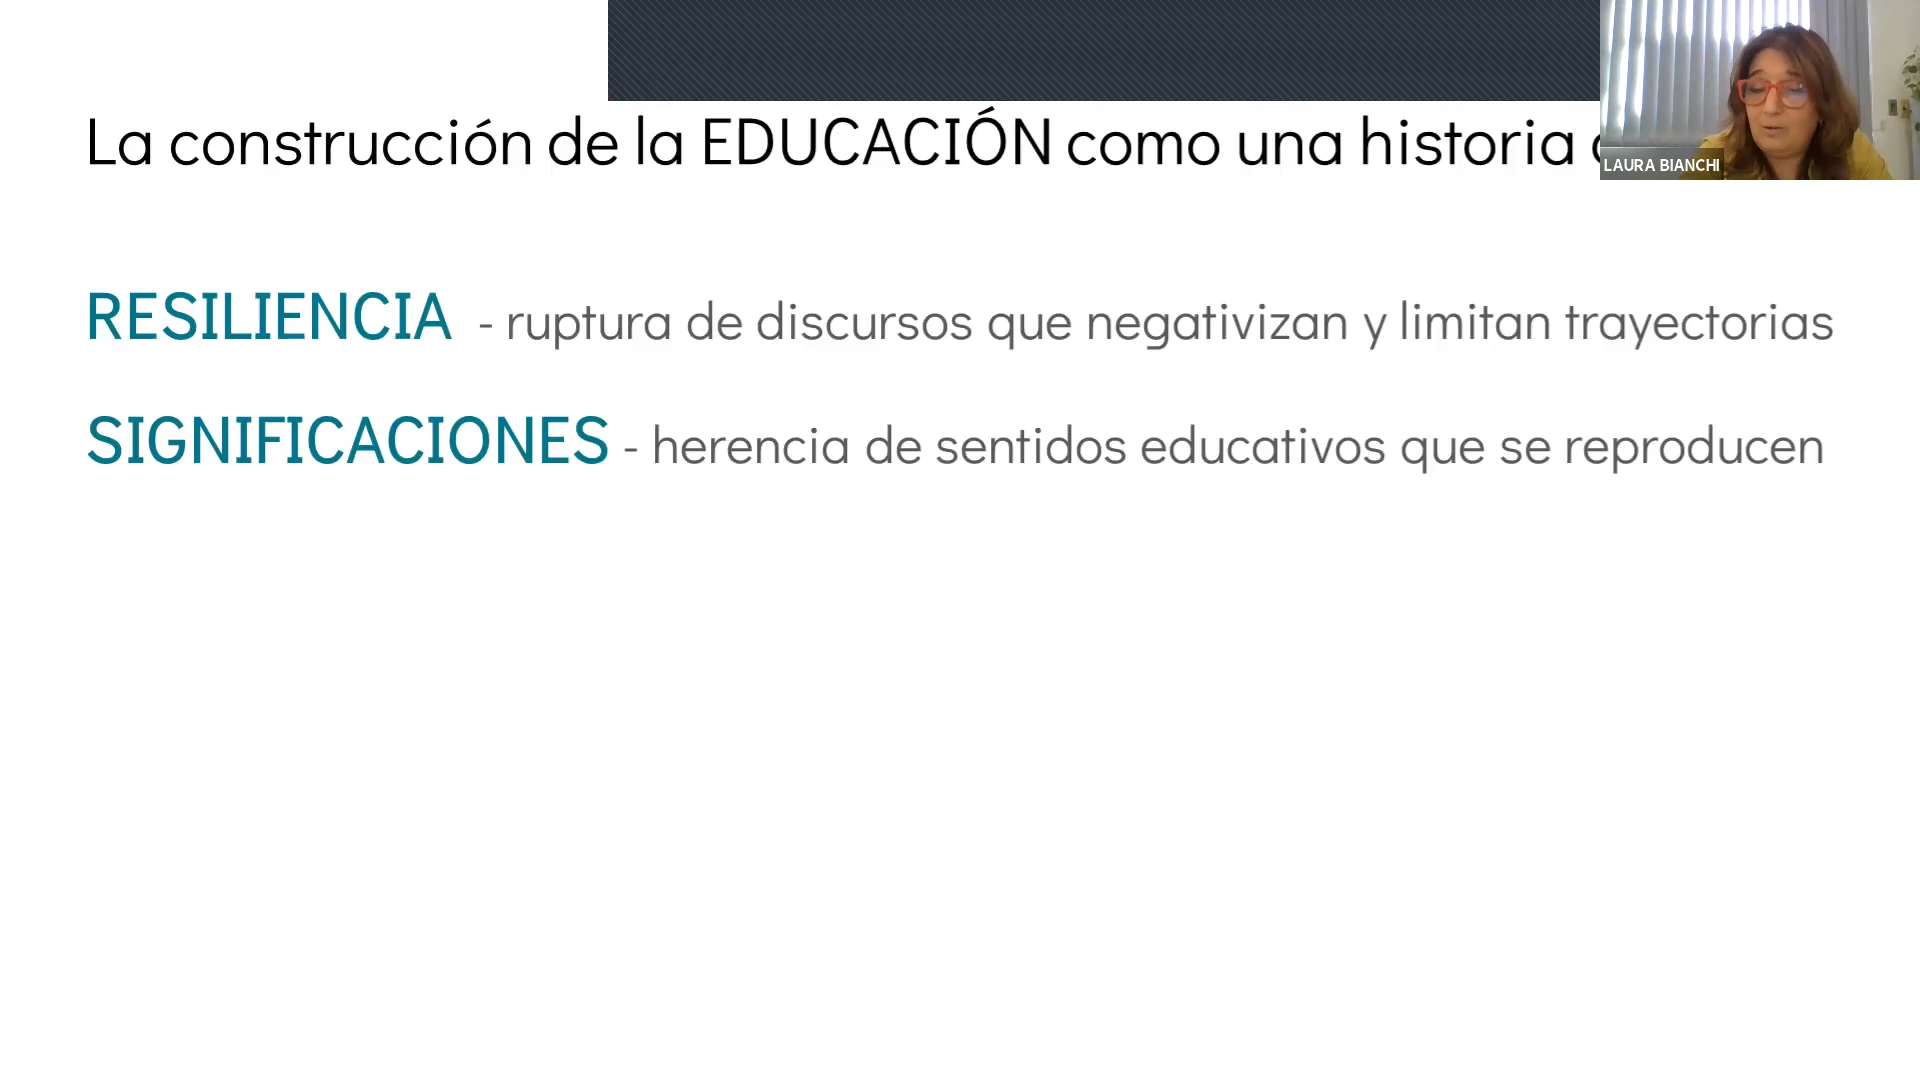 La construcción de la EDUCACIÓN como una historia
LAURA BIANCHI
RESILIENCIA - ruptura de discursos que negativizan y limitan trayectorias
SIGNIFICACIONES - herencia de sentidos educativos que se reproducen